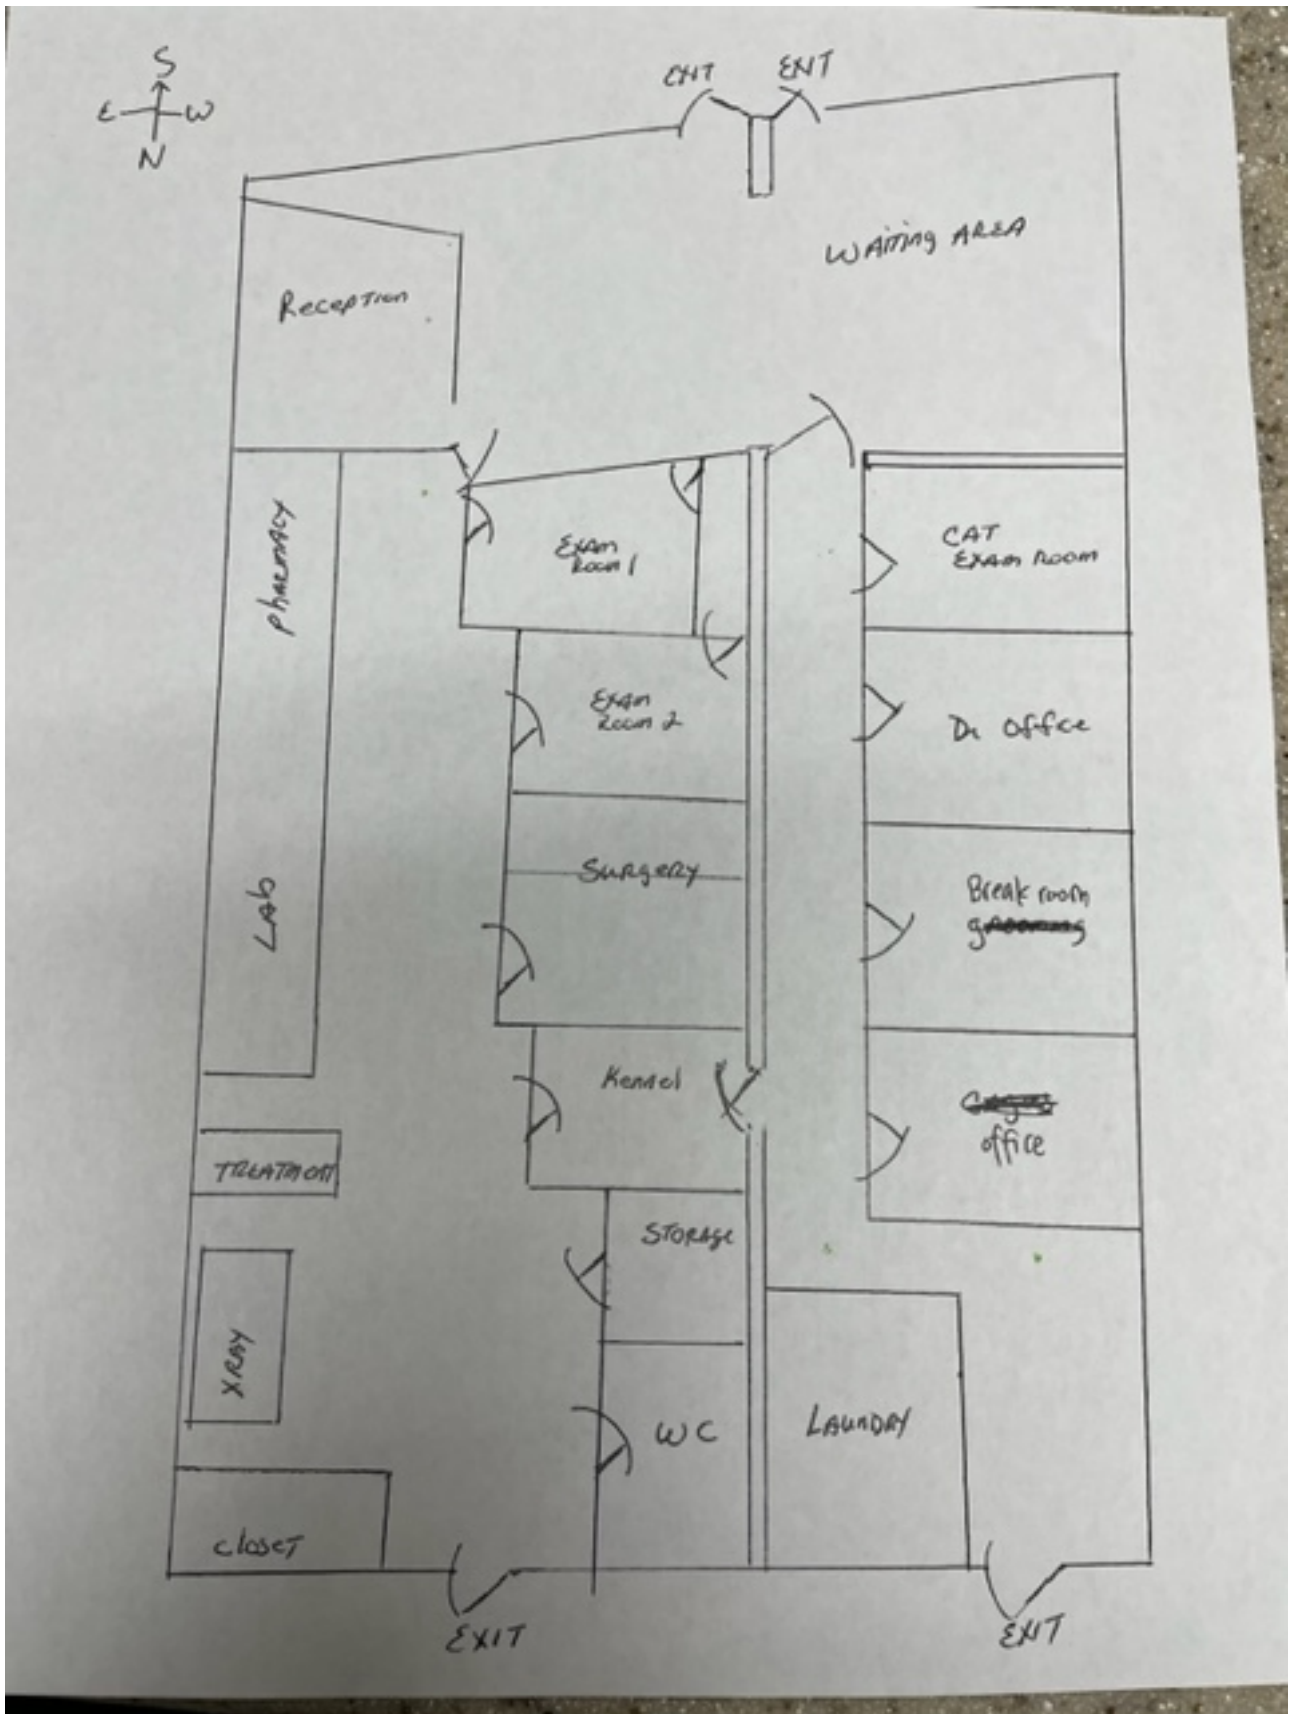 S
E W
N
ENT ENT
WAITING AREA
Reception
PHARMACY
EXAM
ROOM 1
CAT
EXAM ROOM
EXAM
ROOM 2
Dr Office
LAB
SURGERY
Break room
grooming
Kennel
office
TREATMENT
STORAGE
XRAY
WC
LAUNDRY
CLOSET
EXIT
EXIT